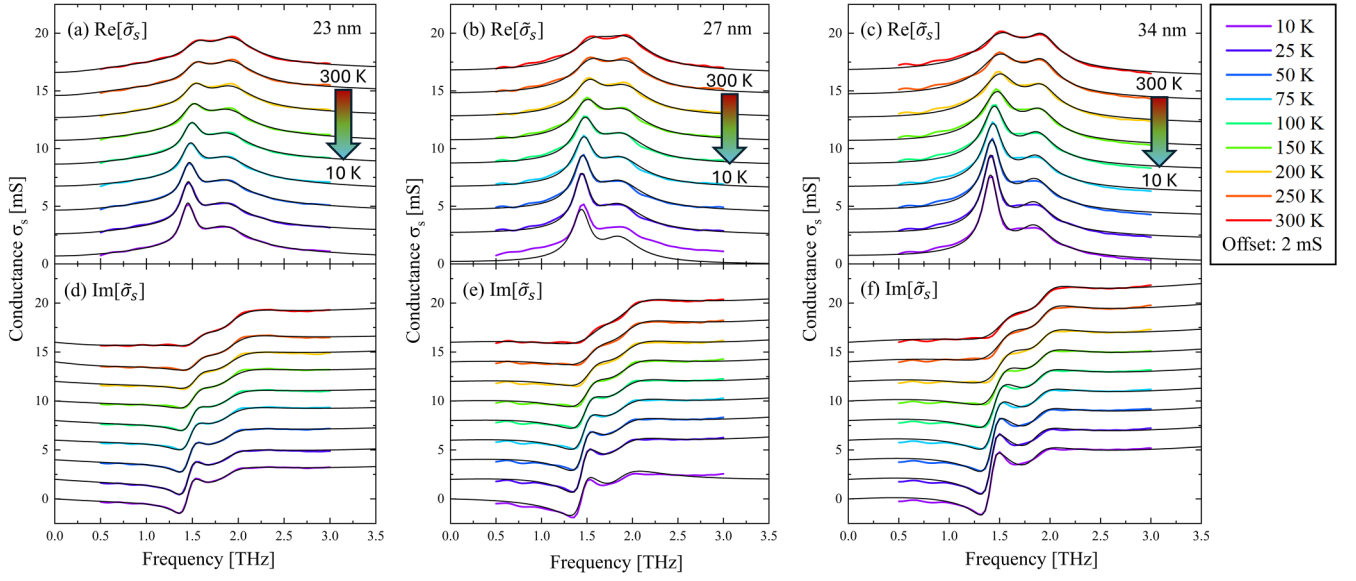 (a) Re[σ̃ₛ]
23 nm
300 K
10 K
20
15
10
5
0
(b) Re[σ̃ₛ]
27 nm
300 K
10 K
20
15
10
5
0
(c) Re[σ̃ₛ]
34 nm
300 K
10 K
20
15
10
5
0
10 K
25 K
50 K
75 K
100 K
150 K
200 K
250 K
300 K
Offset: 2 mS
Conductance σₛ [mS]
Conductance σₛ [mS]
Conductance σₛ [mS]
(d) Im[σ̃ₛ]
20
15
10
5
0
0.0 0.5 1.0 1.5 2.0 2.5 3.0 3.5
Frequency [THz]
(e) Im[σ̃ₛ]
20
15
10
5
0
0.0 0.5 1.0 1.5 2.0 2.5 3.0 3.5
Frequency [THz]
(f) Im[σ̃ₛ]
20
15
10
5
0
0.0 0.5 1.0 1.5 2.0 2.5 3.0 3.5
Frequency [THz]